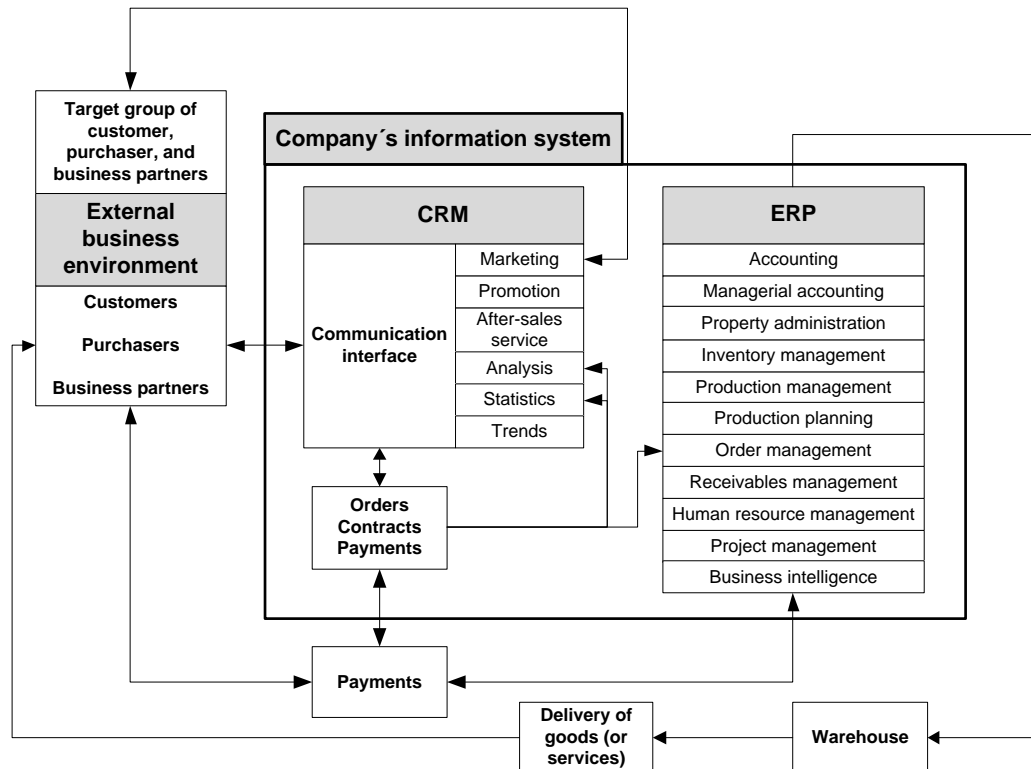 Target group of
customer,
purchaser, and
business partners
External
business
environment
Customers
Purchasers
Business partners
Company´s information system
CRM
Communication
interface
Marketing
Promotion
After-sales
service
Analysis
Statistics
Trends
Orders
Contracts
Payments
ERP
Accounting
Managerial accounting
Property administration
Inventory management
Production management
Production planning
Order management
Receivables management
Human resource management
Project management
Business intelligence
Payments
Delivery of
goods (or
services)
Warehouse